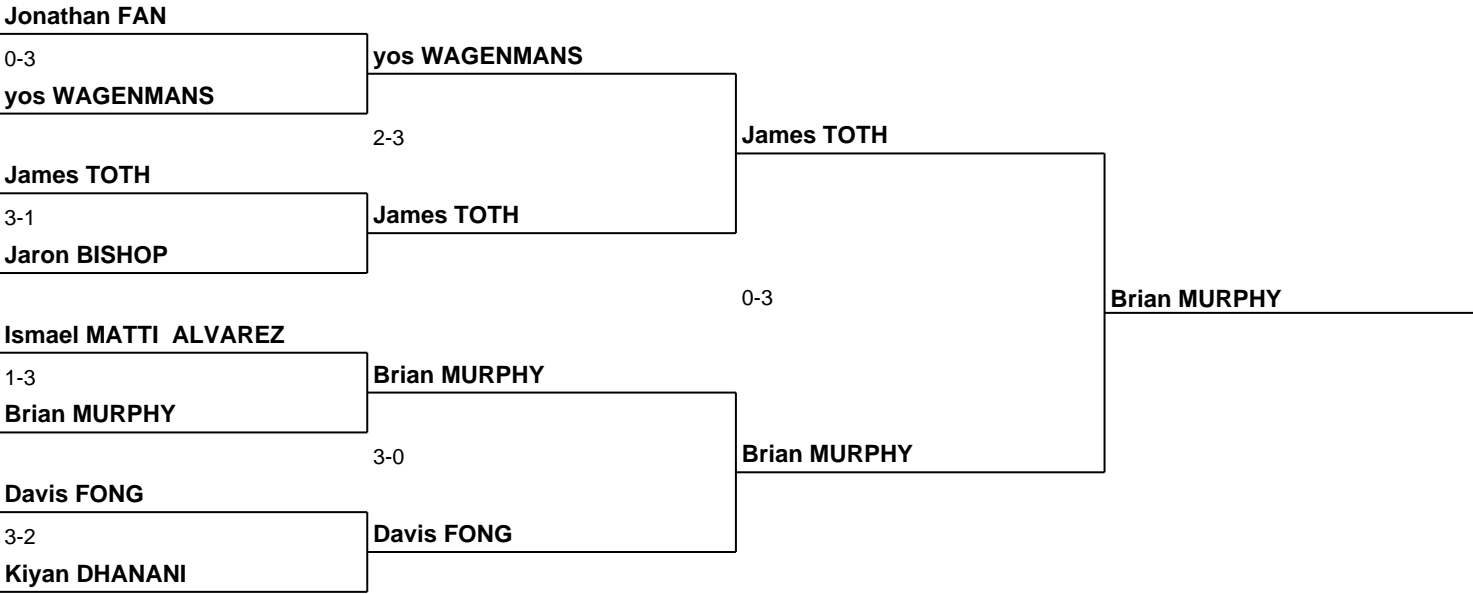 Jonathan FAN
0-3
yos WAGENMANS
yos WAGENMANS
2-3
James TOTH
James TOTH
3-1
James TOTH
Jaron BISHOP
0-3
Brian MURPHY
Ismael MATTI  ALVAREZ
1-3
Brian MURPHY
Brian MURPHY
3-0
Brian MURPHY
Davis FONG
3-2
Davis FONG
Kiyan DHANANI